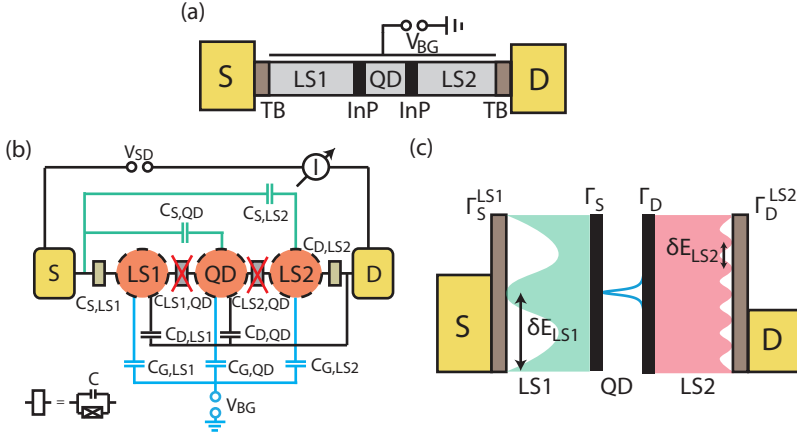 (a)
V_BG
S LS1 QD LS2 D
TB InP InP TB
(b)
V_SD
I
C_S,LS2
C_S,QD
C_D,LS2
S LS1 QD LS2 D
C_S,LS1 C_LS1,QD C_LS2,QD
C_D,LS1 C_D,QD
C_G,LS1 C_G,QD C_G,LS2
V_BG
= C
(c)
Γ_S^LS1 Γ_S Γ_D Γ_D^LS2
δE_LS2
S δE_LS1 D
LS1 QD LS2